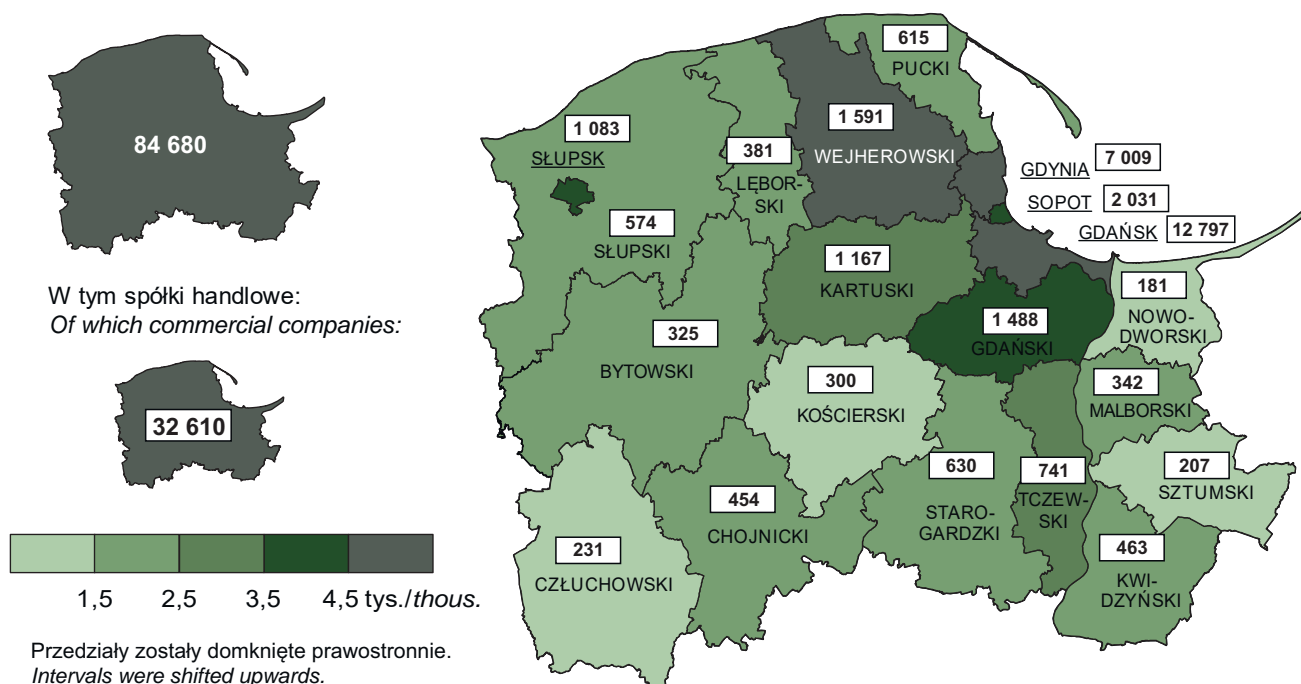 84 680
W tym spółki handlowe:
Of which commercial companies:
32 610
1,5 2,5 3,5 4,5 tys./thous.
Przedziały zostały domknięte prawostronnie.
Intervals were shifted upwards.
615
PUCKI
1 591
WEJHEROWSKI
1 083
SŁUPSK
381
LĘBOR-
SKI
GDYNIA 7 009
SOPOT 2 031
GDAŃSK 12 797
574
SŁUPSKI
1 167
KARTUSKI
181
NOWO-
DWORSKI
1 488
GDAŃSKI
325
BYTOWSKI
300
KOŚCIERSKI
342
MALBORSKI
630
STARO-
GARDZKI
741
TCZEW-
SKI
207
SZTUMSKI
454
CHOJNICKI
231
CZŁUCHOWSKI
463
KWI-
DZYŃSKI